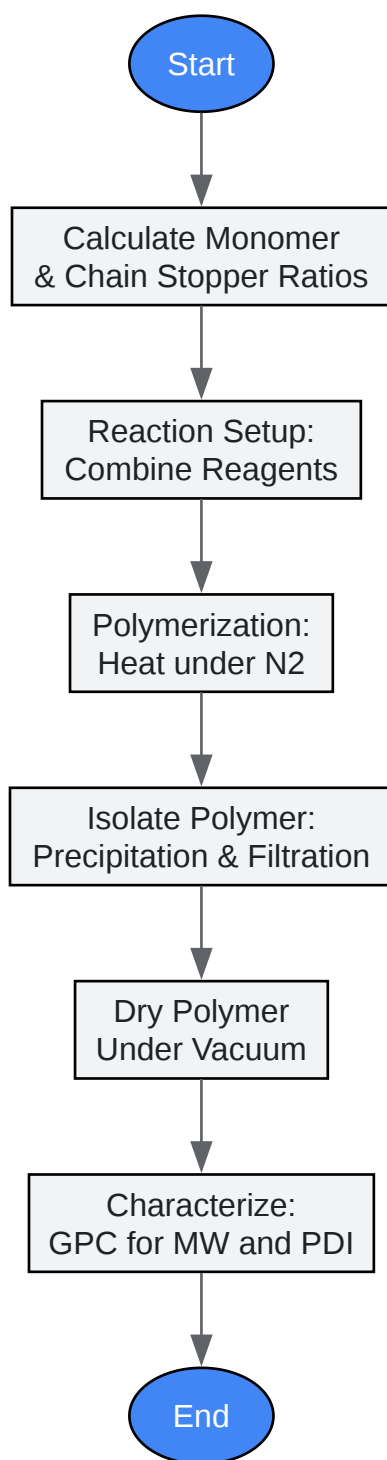 Start
Calculate Monomer
& Chain Stopper Ratios
Reaction Setup:
Combine Reagents
Polymerization:
Heat under N2
Isolate Polymer:
Precipitation & Filtration
Dry Polymer
Under Vacuum
Characterize:
GPC for MW and PDI
End